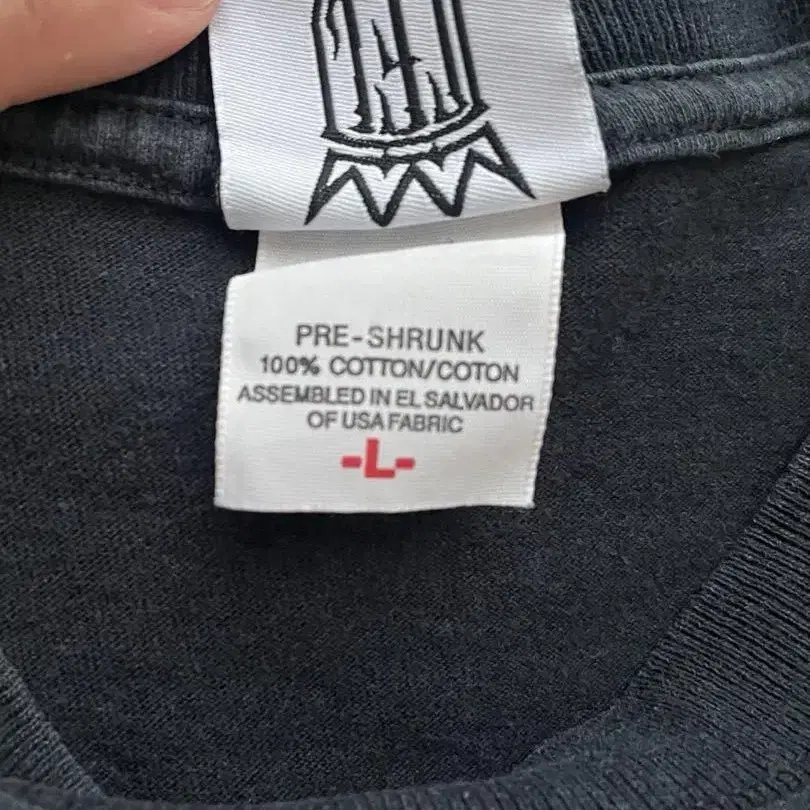 PRE-SHRUNK
100% COTTON/COTON
ASSEMBLED IN EL SALVADOR
OF USA FABRIC
-L-